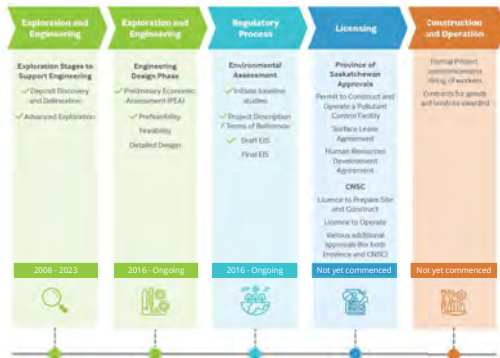 Exploration and
Engineering
Exploration Stages to
Support Engineering
Deposit Discovery
and Delineation
Advanced Exploration
2008 - 2023
Exploration and
Engineering
Engineering
Design Phase
Preliminary Economic
Assessment (PEA)
Prefeasibility
Feasibility
Detailed Design
2016 - Ongoing
Regulatory
Process
Environmental
Assessment
Initiate baseline
studies
Project Description
/ Terms of Reference
Draft EIS
Final EIS
2016 - Ongoing
Licensing
Province of
Saskatchewan
Approvals
Permit to Construct and
Operate a Pollutant
Control Facility
Surface Lease
Agreement
Human Resources
Development
Agreement
CNSC
Licence to Prepare Site
and Construct
Licence to Operate
Various additional
approvals (for both
province and CNSC)
Not yet commenced
Construction
and Operation
Formal Project
commencement
Hiring of workers
Contracts for goods
and services awarded
Not yet commenced